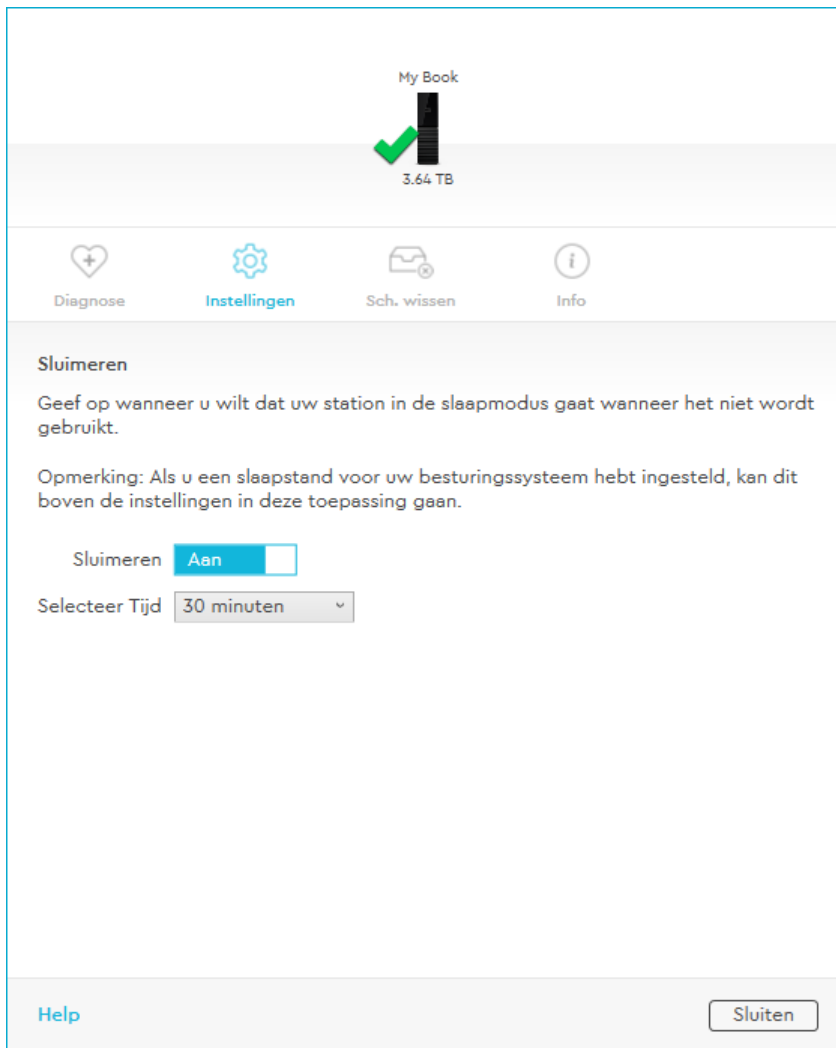 My Book
3.64 TB
Diagnose
Instellingen
Sch. wissen
Info
Sluimeren
Geef op wanneer u wilt dat uw station in de slaapmodus gaat wanneer het niet wordt
gebruikt.
Opmerking: Als u een slaapstand voor uw besturingssysteem hebt ingesteld, kan dit
boven de instellingen in deze toepassing gaan.
Sluimeren Aan
Selecteer Tijd 30 minuten
Help
Sluiten